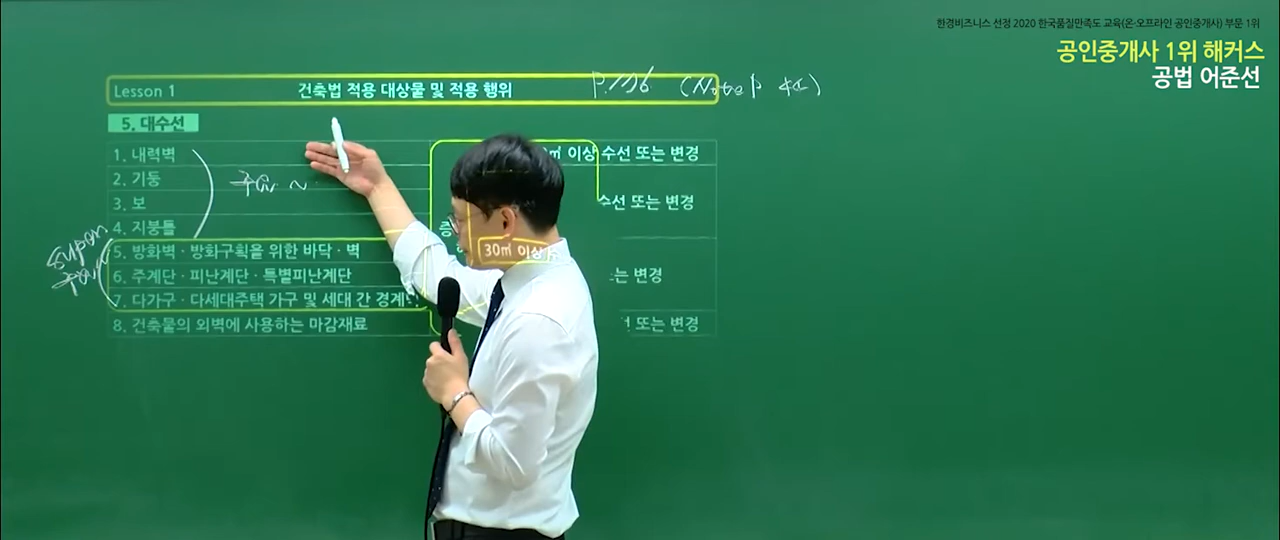 한경비즈니스 선정 2020 한국품질만족도 교육(온·오프라인 공인중개사) 부문 1위
공인중개사 1위 해커스
공법 어준선
Lesson 1 건축법 적용 대상물 및 적용 행위
5. 대수선
1. 내력벽 ㎡ 이상 수선 또는 변경
2. 기둥
3. 보 수선 또는 변경
4. 지붕틀 증
5. 방화벽 · 방화구획을 위한 바닥 · 벽 30㎡ 이상
6. 주계단 · 피난계단 · 특별피난계단 는 변경
7. 다가구 · 다세대주택 가구 및 세대 간 경계벽
8. 건축물의 외벽에 사용하는 마감재료 또는 변경